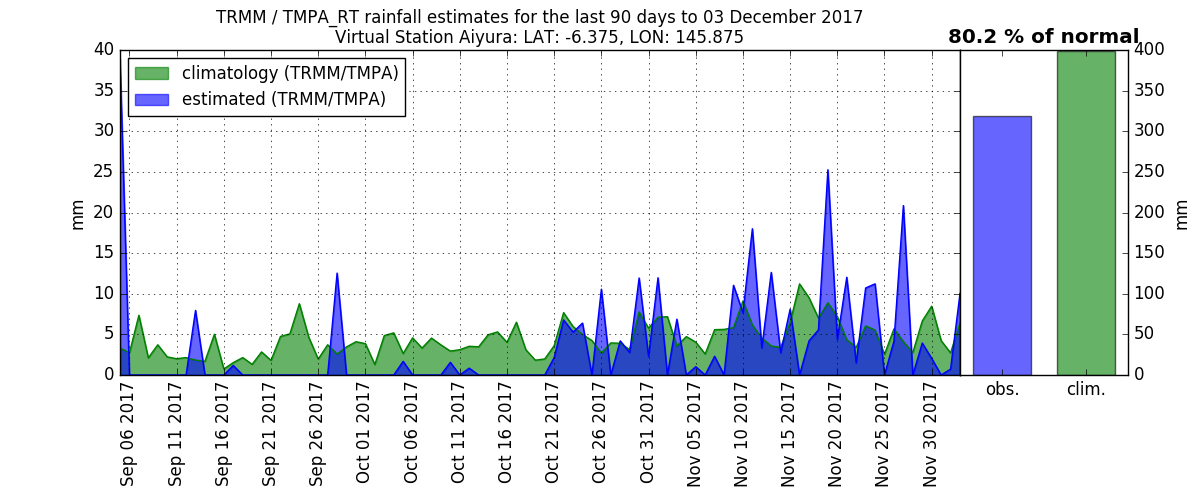 TRMM / TMPA_RT rainfall estimates for the last 90 days to 03 December 2017
Virtual Station Aiyura: LAT: -6.375, LON: 145.875
80.2 % of normal
climatology (TRMM/TMPA)
estimated (TRMM/TMPA)
40
35
30
25
20
15
10
5
0
mm
Sep 06 2017
Sep 11 2017
Sep 16 2017
Sep 21 2017
Sep 26 2017
Oct 01 2017
Oct 06 2017
Oct 11 2017
Oct 16 2017
Oct 21 2017
Oct 26 2017
Oct 31 2017
Nov 05 2017
Nov 10 2017
Nov 15 2017
Nov 20 2017
Nov 25 2017
Nov 30 2017
obs.
clim.
400
350
300
250
200
150
100
50
0
mm